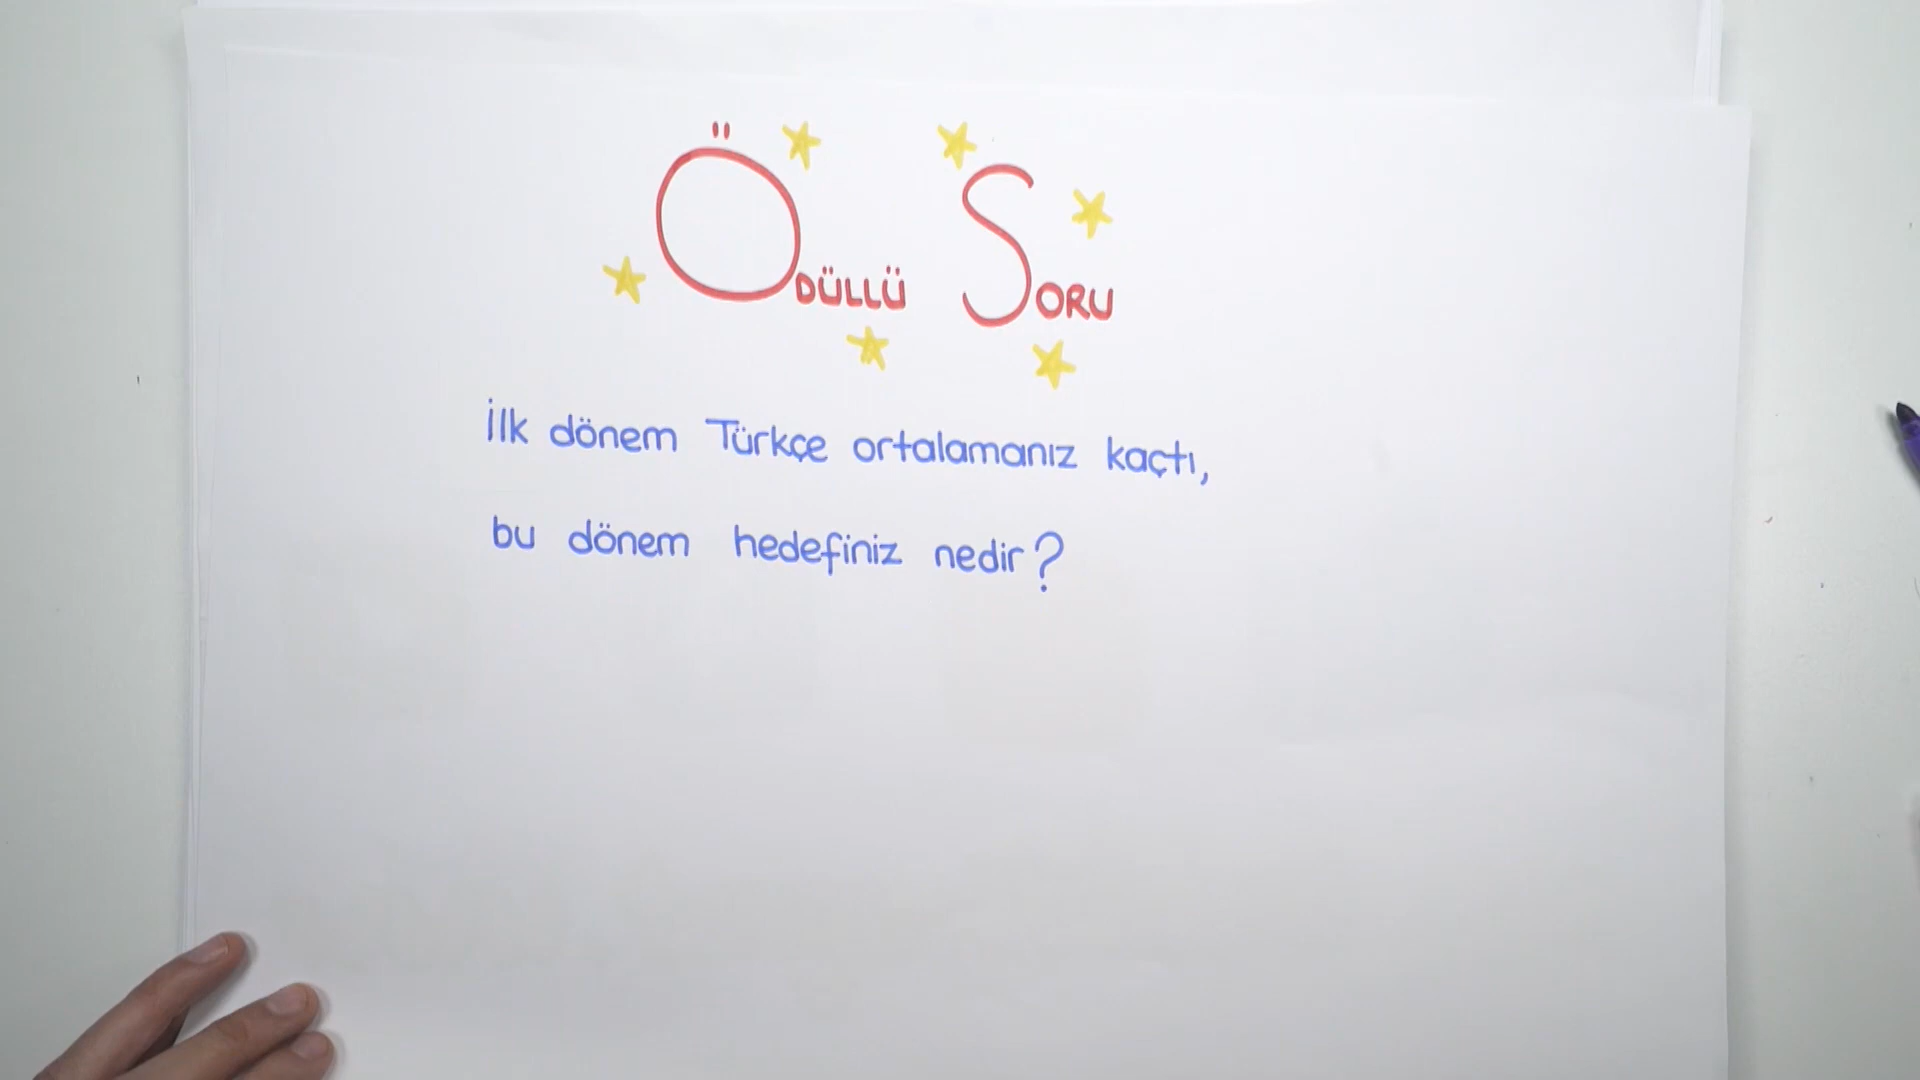 ÖDÜLLÜ SORU
İlk dönem Türkçe ortalamanız kaçtı,
bu dönem hedefiniz nedir?